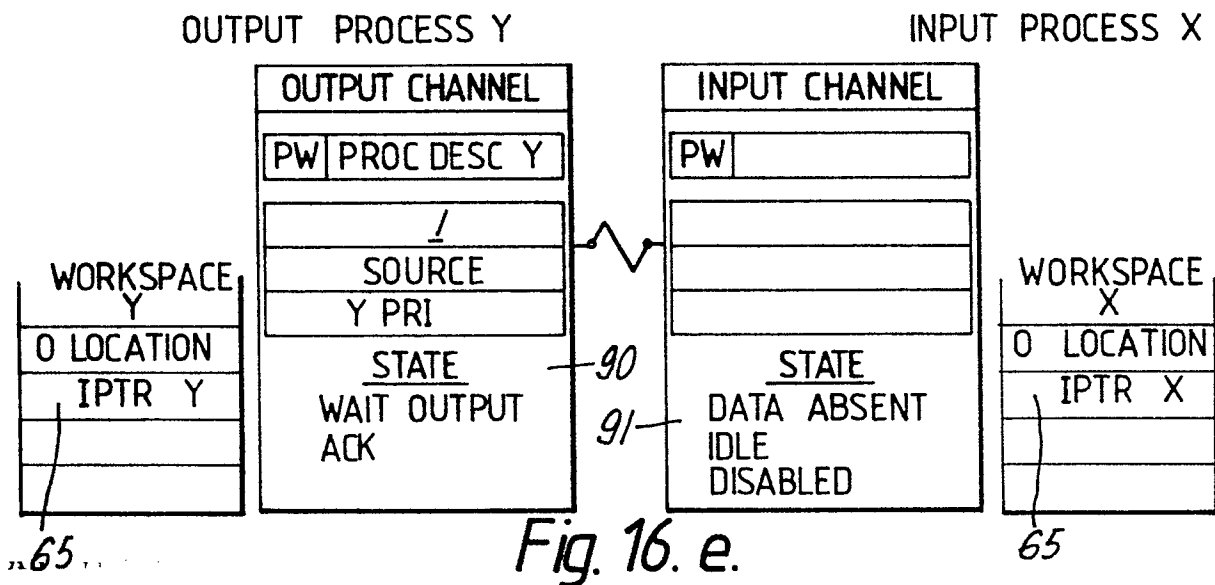 OUTPUT PROCESS Y
INPUT PROCESS X
OUTPUT CHANNEL
PW PROC DESC Y
1
SOURCE
Y PRI
STATE
WAIT OUTPUT
ACK
90
INPUT CHANNEL
PW
STATE
DATA ABSENT
IDLE
DISABLED
91
WORKSPACE
Y
0 LOCATION
IPTR Y
65
WORKSPACE
X
0 LOCATION
IPTR X
65
Fig. 16. e.